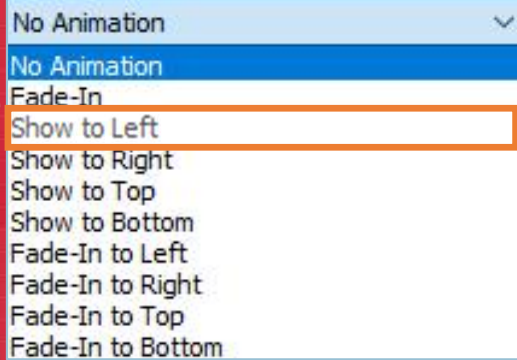 No Animation
No Animation
Fade-In
Show to Left
Show to Right
Show to Top
Show to Bottom
Fade-In to Left
Fade-In to Right
Fade-In to Top
Fade-In to Bottom